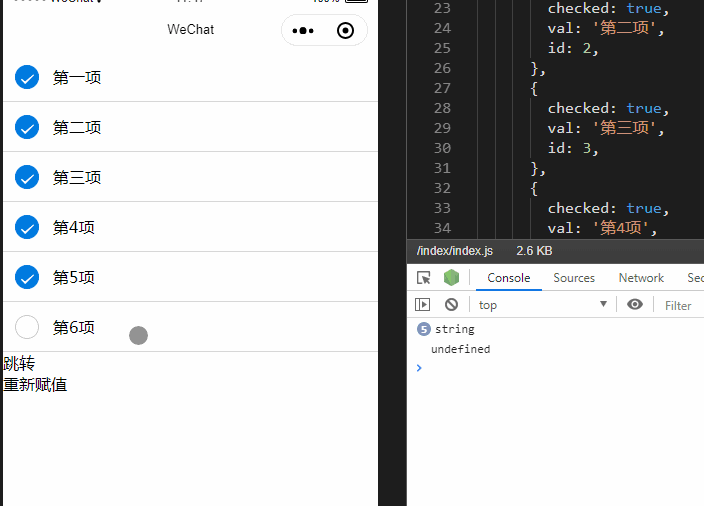 WeChat
WeChat
第一项
第二项
第三项
第4项
第5项
第6项
跳转
重新赋值
23 checked: true,
24 val: '第二项',
25 id: 2,
26 },
27 {
28 checked: true,
29 val: '第三项',
30 id: 3,
31 },
32 {
33 checked: true,
34 val: '第4项',
/index/index.js 2.6 KB
Console Sources Network
top Filter
5 string
undefined